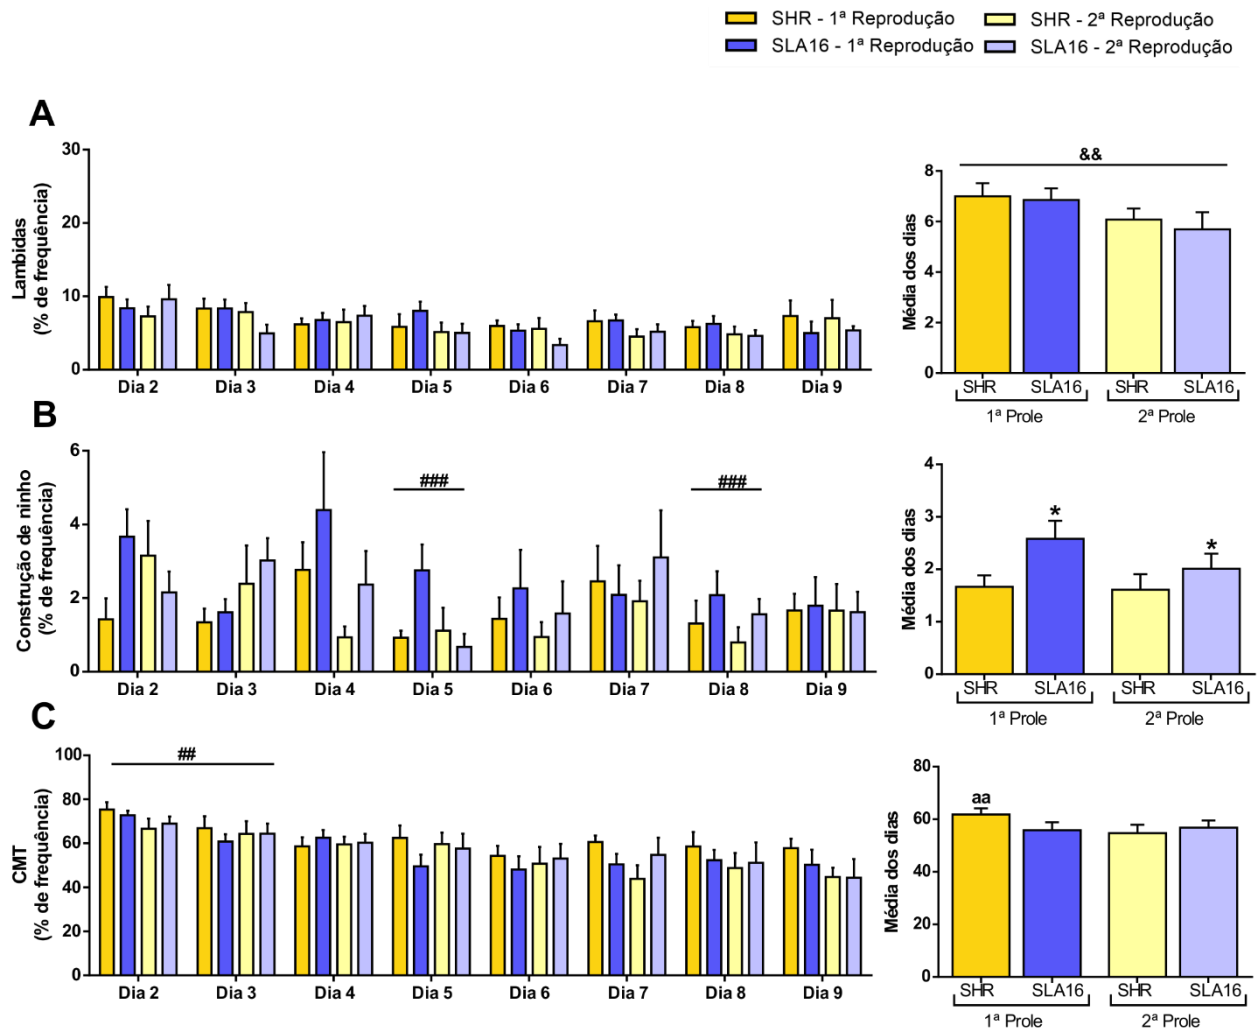 SHR - 1ª Reprodução SHR - 2ª Reprodução
SLA16 - 1ª Reprodução SLA16 - 2ª Reprodução
A
Lambidas
(% de frequência)
30
20
10
0
Dia 2 Dia 3 Dia 4 Dia 5 Dia 6 Dia 7 Dia 8 Dia 9
Média dos dias
8
6
4
2
0
&&
SHR SLA16 SHR SLA16
1ª Prole 2ª Prole
B
Construção de ninho
(% de frequência)
6
4
2
0
### ###
Dia 2 Dia 3 Dia 4 Dia 5 Dia 6 Dia 7 Dia 8 Dia 9
Média dos dias
4
3
2
1
0
* *
SHR SLA16 SHR SLA16
1ª Prole 2ª Prole
C
CMT
(% de frequência)
100
80
60
40
20
0
##
Dia 2 Dia 3 Dia 4 Dia 5 Dia 6 Dia 7 Dia 8 Dia 9
Média dos dias
80
60
40
20
0
aa
SHR SLA16 SHR SLA16
1ª Prole 2ª Prole